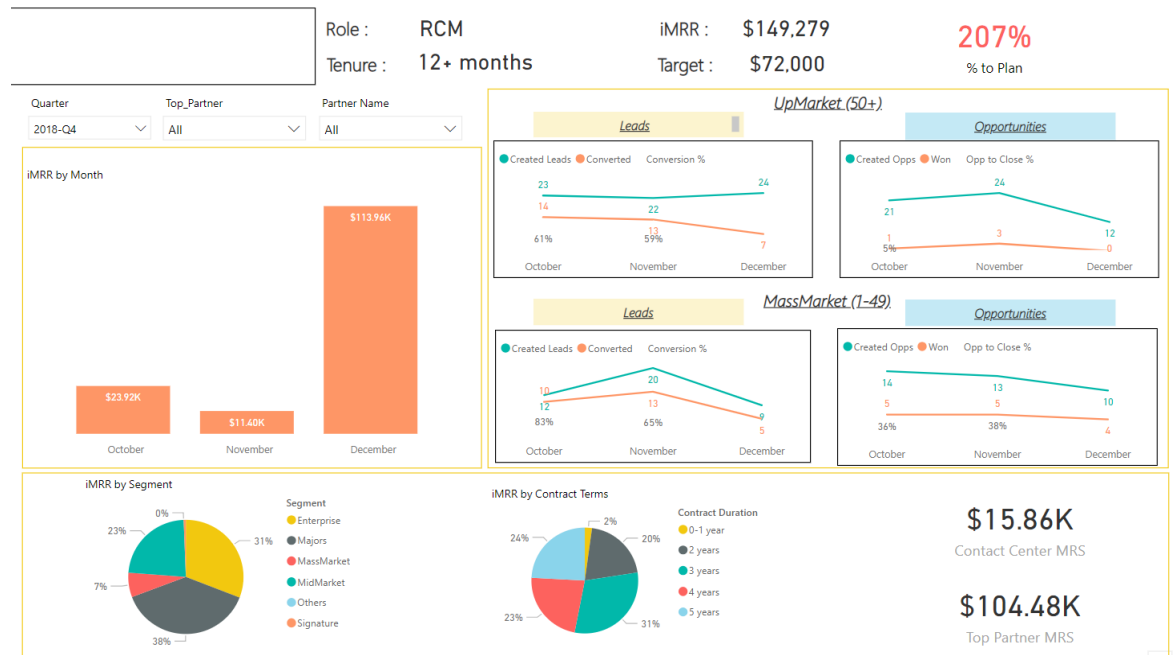 Role : RCM iMRR : $149,279 207%
Tenure : 12+ months Target : $72,000 % to Plan
Quarter Top_Partner Partner Name
2018-Q4 All All
iMRR by Month
$23.92K
$11.40K
$113.96K
October November December
UpMarket (50+)
Leads
Created Leads Converted Conversion %
23 22 24
14 13 7
61% 59%
October November December
Opportunities
Created Opps Won Opp to Close %
21 24 12
1 3 0
5%
October November December
MassMarket (1-49)
Leads
Created Leads Converted Conversion %
12 20 9
10 13 5
83% 65%
October November December
Opportunities
Created Opps Won Opp to Close %
14 13 10
5 5 4
36% 38%
October November December
iMRR by Segment
0%
23% 31%
7%
38%
Segment
Enterprise
Majors
MassMarket
MidMarket
Others
Signature
iMRR by Contract Terms
2%
24% 20%
23% 31%
Contract Duration
0-1 year
2 years
3 years
4 years
5 years
$15.86K
Contact Center MRS
$104.48K
Top Partner MRS